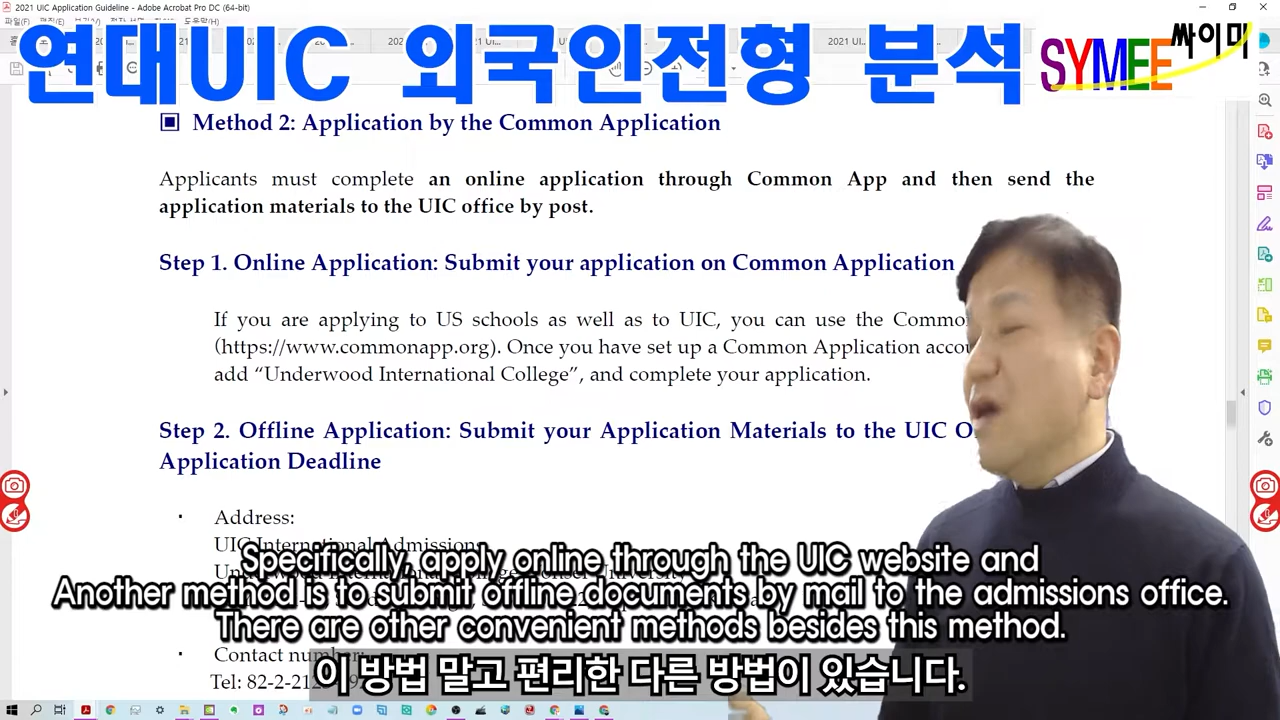 2021 UIC Application Guideline - Adobe Acrobat Pro DC (64-bit)
연대UIC 외국인전형 분석
SYMEE 싸이미
Method 2: Application by the Common Application
Applicants must complete an online application through Common App and then send the
application materials to the UIC office by post.
Step 1. Online Application: Submit your application on Common Application
If you are applying to US schools as well as to UIC, you can use the
(https://www.commonapp.org). Once you have set up a Common Application
add “Underwood International College”, and complete your application.
Step 2. Offline Application: Submit your Application Materials to the UIC
Application Deadline
· Address:
UIC International Admissions
Specifically, apply online through the UIC website and
Another method is to submit offline documents by mail to the admissions office.
There are other convenient methods besides this method.
· Contact number:
이 방법 말고 편리한 다른 방법이 있습니다.
Tel: 82-2-